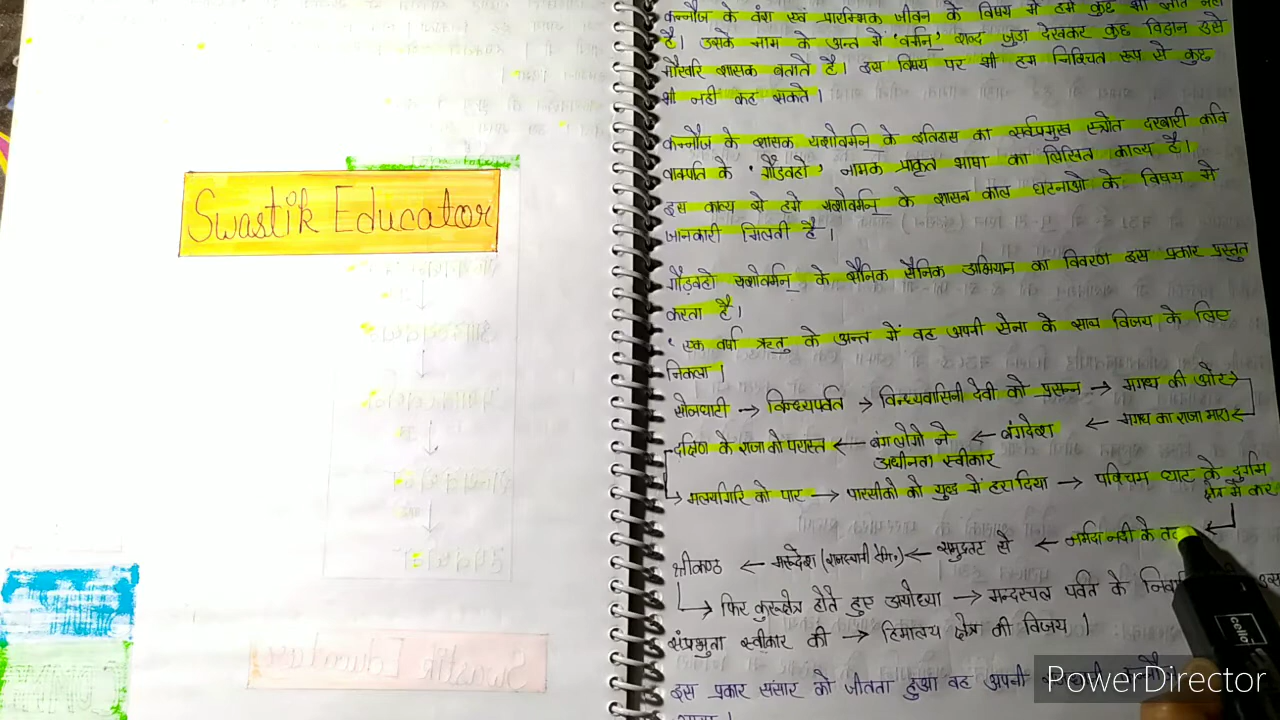 Swastik Educator
कन्नौज के वंश एवं प्रारम्भिक जीवन के विषय में हमे कुछ भी ज्ञात नहीं
है। उसके नाम के अन्त में 'वर्मन्' शब्द जुड़ा देखकर कुछ विद्वान उसे
मौखरि शासक बताते है। इस विषय पर भी हम निश्चित रूप से कुछ
भी नही कह सकते।
कन्नौज के शासक यशोवर्मन् के इतिहास का सर्वप्रमुख स्त्रोत दरबारी कवि
वाक्पति के 'गौडवहो' नामक प्राकृत भाषा का लिखित काव्य है।
इस काव्य से हमे यशोवर्मन् के शासन काल घटनाओ के विषय मे
जानकारी मिलती है।
गौड़वहो यशोवर्मन् के सैनिक सैनिक अभियान का विवरण इस प्रकार प्रस्तुत
करता है।
'एक वर्षा ऋतु के अन्त में वह अपनी सेना के साथ विजय के लिए
निकला।
सोनघाटी → विन्ध्यपर्वत → विन्ध्यवासिनी देवी को प्रसन्न → मगध की ओर
दक्षिण के राजा को परास्त ← बंग लोगो ने अधीनता स्वीकार ← बंगदेश ← मगध का राजा मारा
→ मलयगिरि को पार → पारसीको को युद्ध में हरा दिया → पश्चिम घाट के दुर्गम क्षेत्र में कर
श्रीकण्ठ ← मरूदेश (राजस्थानी रेगि॰) ← समुद्रतट से ← नर्मदा नदी के तट
→ फिर कुरूक्षेत्र होते हुए अयोध्या → मन्दराचल पर्वत के
संप्रभुता स्वीकार की → हिमालय क्षेत्र की विजय।
इस प्रकार संसार को जीतता हुआ वह अपनी
PowerDirector